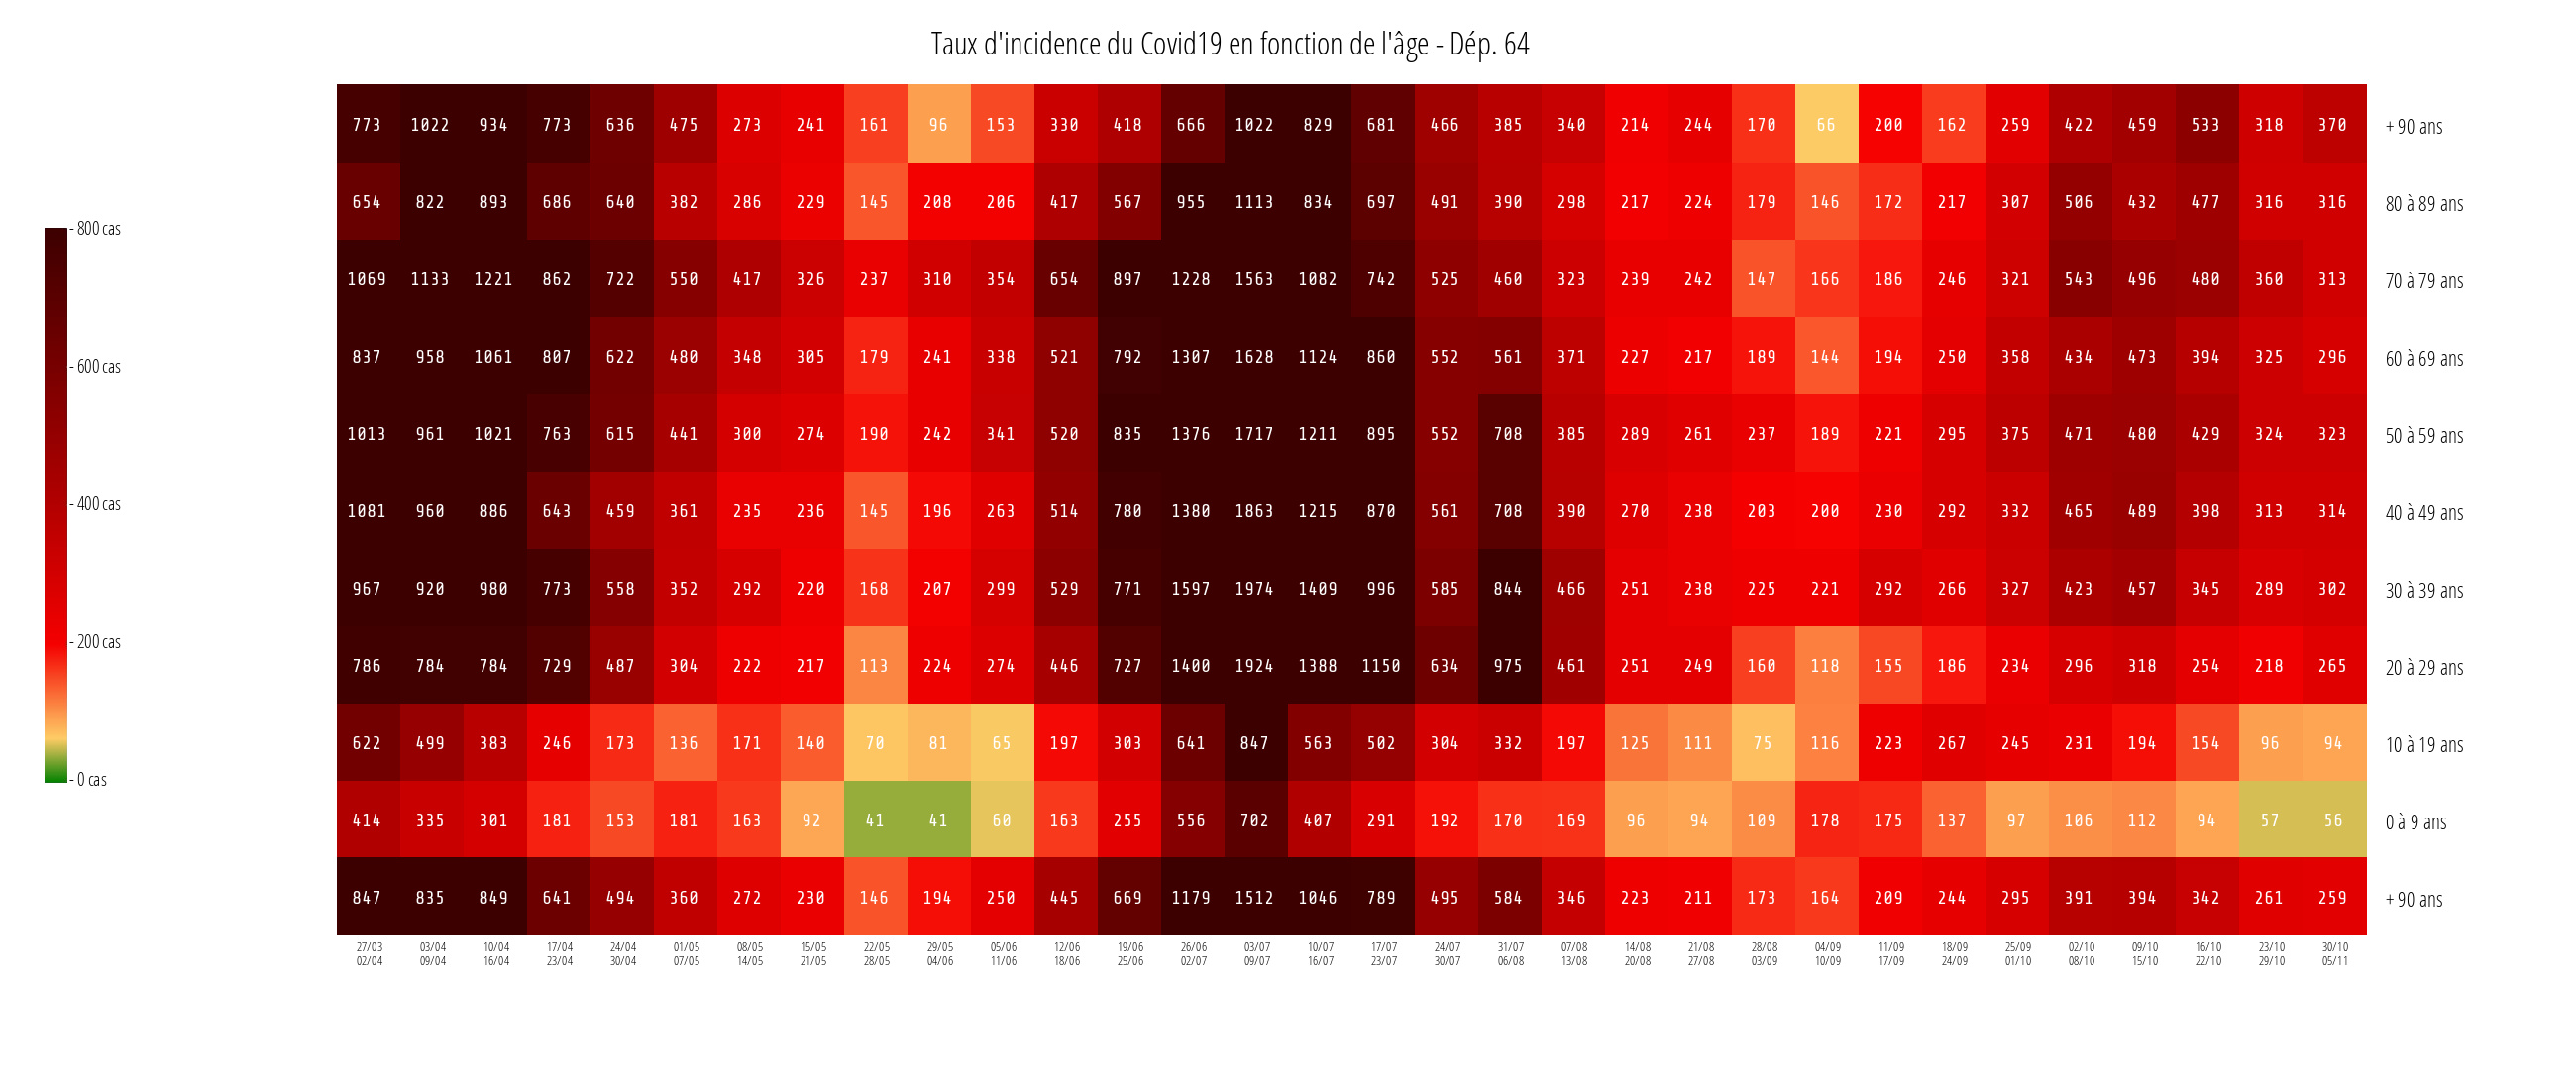 Taux d'incidence du Covid19 en fonction de l'âge - Dép. 64
- 800 cas
- 600 cas
- 400 cas
- 200 cas
- 0 cas
773 1022 934 773 636 475 273 241 161 96 153 330 418 666 1022 829 681 466 385 340 214 244 170 66 200 162 259 422 459 533 318 370 + 90 ans
654 822 893 686 640 382 286 229 145 208 206 417 567 955 1113 834 697 491 390 298 217 224 179 146 172 217 307 506 432 477 316 316 80 à 89 ans
1069 1133 1221 862 722 550 417 326 237 310 354 654 897 1228 1563 1082 742 525 460 323 239 242 147 166 186 246 321 543 496 480 360 313 70 à 79 ans
837 958 1061 807 622 480 348 305 179 241 338 521 792 1307 1628 1124 860 552 561 371 227 217 189 144 194 250 358 434 473 394 325 296 60 à 69 ans
1013 961 1021 763 615 441 300 274 190 242 341 520 835 1376 1717 1211 895 552 708 385 289 261 237 189 221 295 375 471 480 429 324 323 50 à 59 ans
1081 960 886 643 459 361 235 236 145 196 263 514 780 1380 1863 1215 870 561 708 390 270 238 203 200 230 292 332 465 489 398 313 314 40 à 49 ans
967 920 980 773 558 352 292 220 168 207 299 529 771 1597 1974 1409 996 585 844 466 251 238 225 221 292 266 327 423 457 345 289 302 30 à 39 ans
786 784 784 729 487 304 222 217 113 224 274 446 727 1400 1924 1388 1150 634 975 461 251 249 160 118 155 186 234 296 318 254 218 265 20 à 29 ans
622 499 383 246 173 136 171 140 70 81 65 197 303 641 847 563 502 304 332 197 125 111 75 116 223 267 245 231 194 154 96 94 10 à 19 ans
414 335 301 181 153 181 163 92 41 41 60 163 255 556 702 407 291 192 170 169 96 94 109 178 175 137 97 106 112 94 57 56 0 à 9 ans
847 835 849 641 494 360 272 230 146 194 250 445 669 1179 1512 1046 789 495 584 346 223 211 173 164 209 244 295 391 394 342 261 259 + 90 ans
27/03 03/04 10/04 17/04 24/04 01/05 08/05 15/05 22/05 29/05 05/06 12/06 19/06 26/06 03/07 10/07 17/07 24/07 31/07 07/08 14/08 21/08 28/08 04/09 11/09 18/09 25/09 02/10 09/10 16/10 23/10 30/10
02/04 09/04 16/04 23/04 30/04 07/05 14/05 21/05 28/05 04/06 11/06 18/06 25/06 02/07 09/07 16/07 23/07 30/07 06/08 13/08 20/08 27/08 03/09 10/09 17/09 24/09 01/10 08/10 15/10 22/10 29/10 05/11